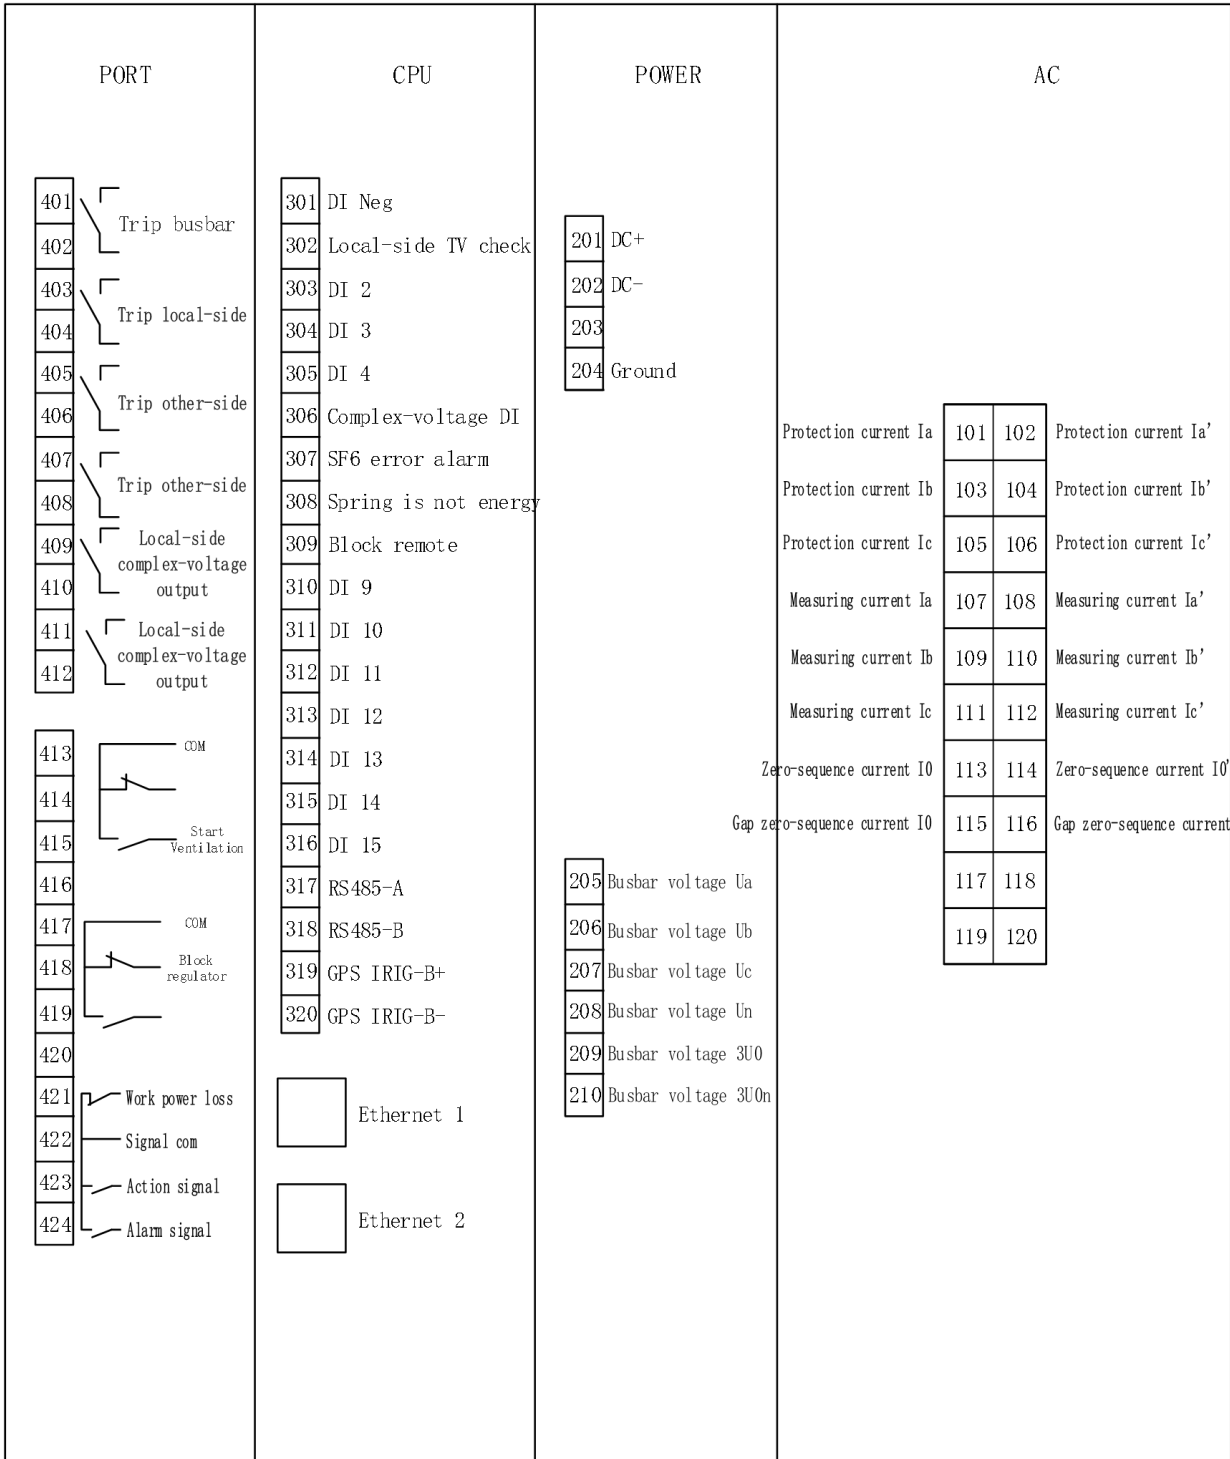 PORT
401
402
Trip busbar
403
404
Trip local-side
405
406
Trip other-side
407
408
Trip other-side
409
410
Local-side
complex-voltage
output
411
412
Local-side
complex-voltage
output
413
COM
414
415
Start
Ventilation
416
417
COM
418
Block
regulator
419
420
421 Work power loss
422 Signal com
423 Action signal
424 Alarm signal
CPU
301 DI Neg
302 Local-side TV check
303 DI 2
304 DI 3
305 DI 4
306 Complex-voltage DI
307 SF6 error alarm
308 Spring is not energy
309 Block remote
310 DI 9
311 DI 10
312 DI 11
313 DI 12
314 DI 13
315 DI 14
316 DI 15
317 RS485-A
318 RS485-B
319 GPS IRIG-B+
320 GPS IRIG-B-
Ethernet 1
Ethernet 2
POWER
201 DC+
202 DC-
203
204 Ground
205 Busbar voltage Ua
206 Busbar voltage Ub
207 Busbar voltage Uc
208 Busbar voltage Un
209 Busbar voltage 3U0
210 Busbar voltage 3U0n
AC
Protection current Ia 101 102 Protection current Ia'
Protection current Ib 103 104 Protection current Ib'
Protection current Ic 105 106 Protection current Ic'
Measuring current Ia 107 108 Measuring current Ia'
Measuring current Ib 109 110 Measuring current Ib'
Measuring current Ic 111 112 Measuring current Ic'
Zero-sequence current I0 113 114 Zero-sequence current I0'
Gap zero-sequence current I0 115 116 Gap zero-sequence current
117 118
119 120